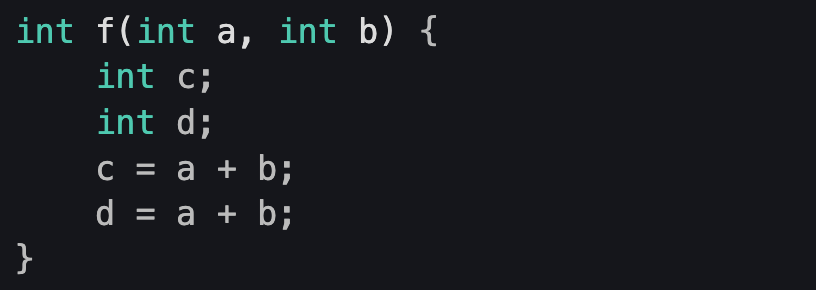 int f(int a, int b) {
    int c;
    int d;
    c = a + b;
    d = a + b;
}